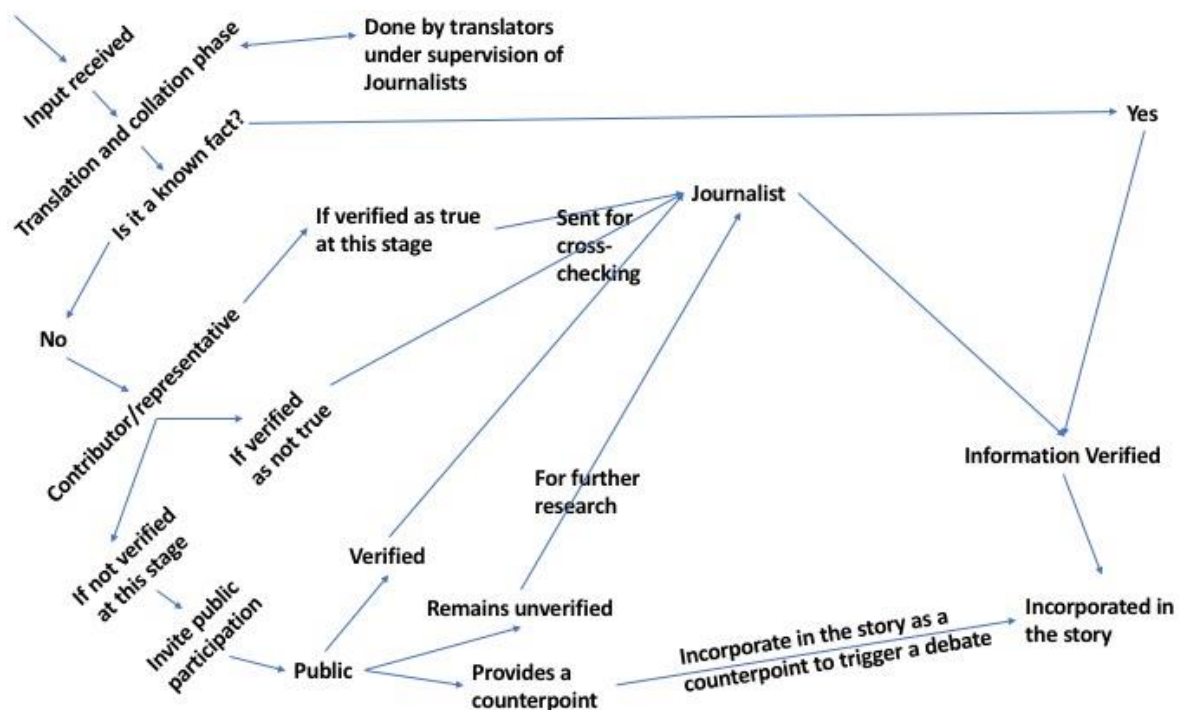 Input received
Translation and collation phase
Done by translators
under supervision of
Journalists
Is it a known fact?
Yes
No
Contributor/representative
If verified as true
at this stage
Sent for
cross-
checking
Journalist
If verified
as not true
If not verified
at this stage
Invite public
participation
Public
Verified
Remains unverified
For further
research
Provides a
counterpoint
Incorporate in the story as a
counterpoint to trigger a debate
Information Verified
Incorporated in
the story